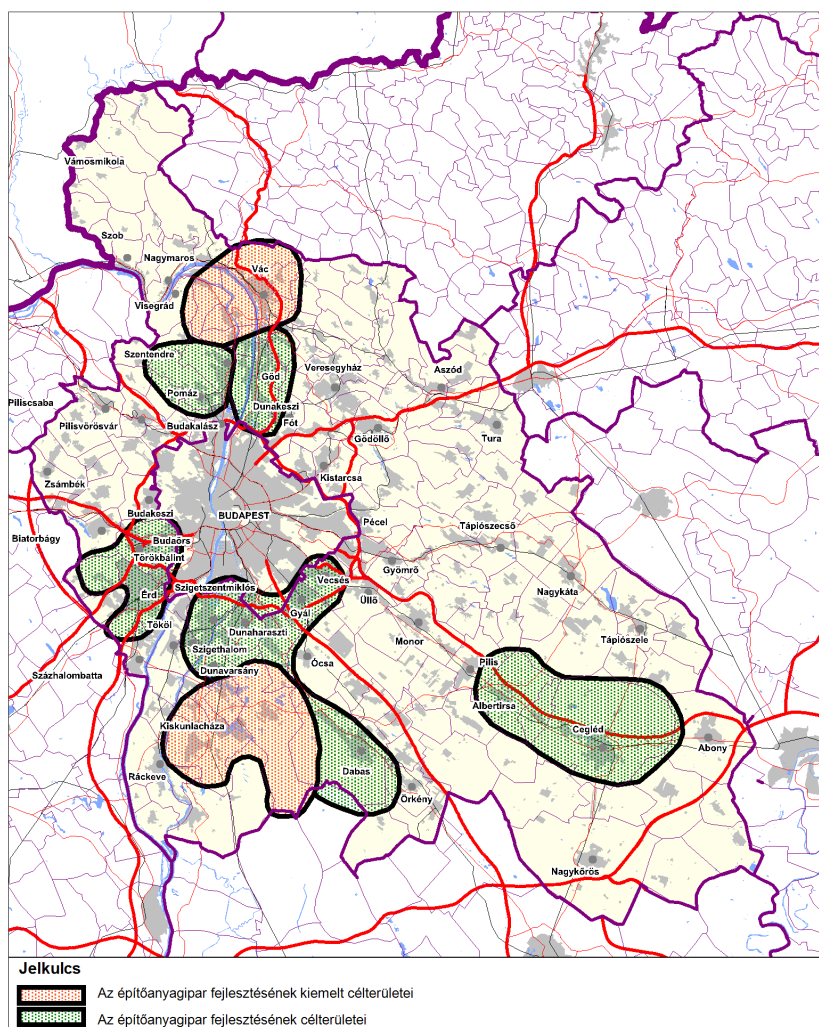 Vámosmikola
Szob
Nagymaros
Vác
Visegrád
Szentendre
Göd
Veresegyház
Aszód
Piliscsaba
Pomáz
Dunakeszi
Pilisvörösvár
Budakalász
Fót
Gödöllő
Tura
Zsámbék
Kistarcsa
Budakeszi
BUDAPEST
Pécel
Tápiószecső
Biatorbágy
Budaörs
Törökbálint
Gyömrő
Szigetszentmiklós
Vecsés
Nagykáta
Érd
Üllő
Gyál
Tököl
Dunaharaszti
Monor
Tápiószele
Szigethalom
Ócsa
Pilis
Százhalombatta
Dunavarsány
Albertirsa
Kiskunlacháza
Cegléd
Abony
Ráckeve
Dabas
Örkény
Nagykőrös
Jelkulcs
Az építőanyagipar fejlesztésének kiemelt célterületei
Az építőanyagipar fejlesztésének célterületei